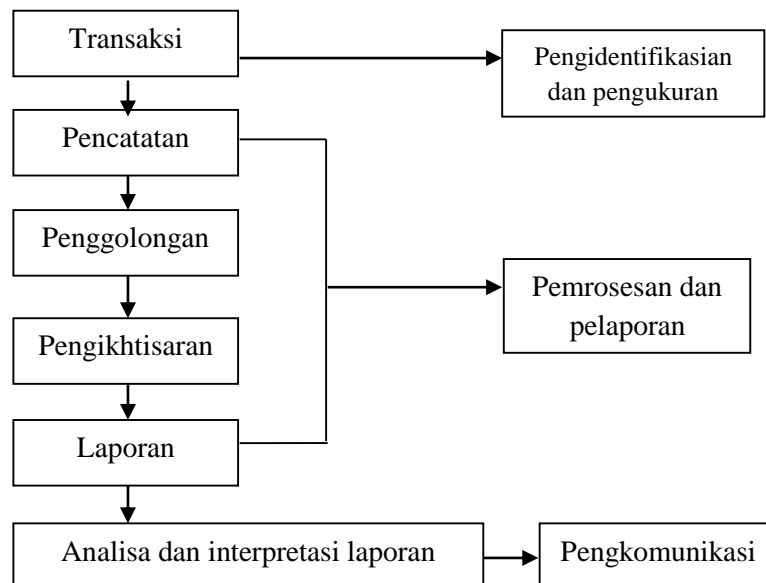 Transaksi
Pengidentifikasian
dan pengukuran
Pencatatan
Penggolongan
Pemrosesan dan
pelaporan
Pengikhtisaran
Laporan
Analisa dan interpretasi laporan
Pengkomunikasi